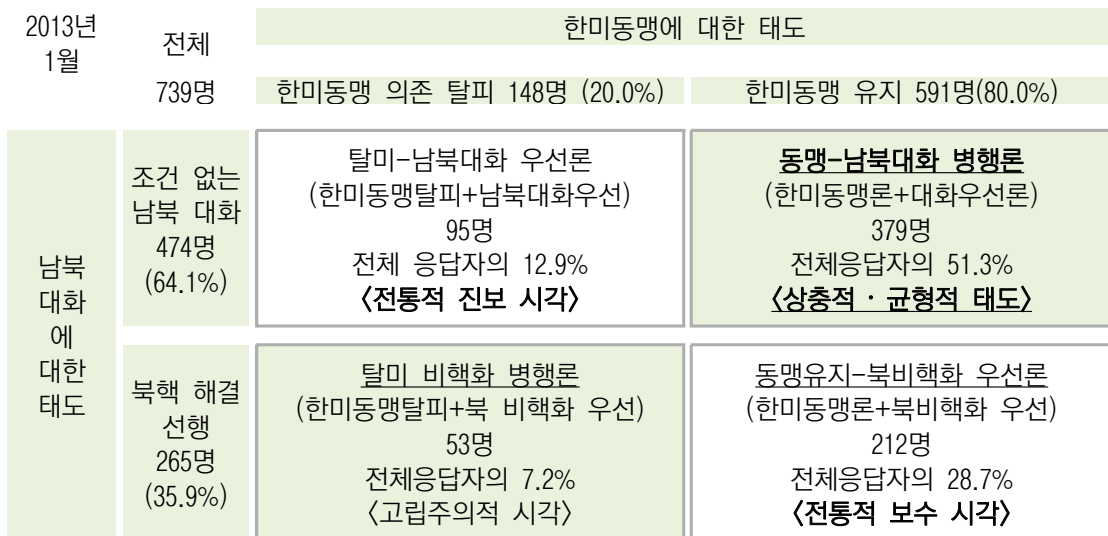 2013년
1월
전체
739명
한미동맹에 대한 태도
한미동맹 의존 탈피 148명 (20.0%)
한미동맹 유지 591명(80.0%)
남북
대화
에
대한
태도
조건 없는
남북 대화
474명
(64.1%)
탈미-남북대화 우선론
(한미동맹탈피+남북대화우선)
95명
전체 응답자의 12.9%
<전통적 진보 시각>
동맹-남북대화 병행론
(한미동맹론+대화우선론)
379명
전체응답자의 51.3%
<상충적·균형적 태도>
북핵 해결
선행
265명
(35.9%)
탈미 비핵화 병행론
(한미동맹탈피+북 비핵화 우선)
53명
전체응답자의 7.2%
<고립주의적 시각>
동맹유지-북비핵화 우선론
(한미동맹론+북비핵화 우선)
212명
전체응답자의 28.7%
<전통적 보수 시각>